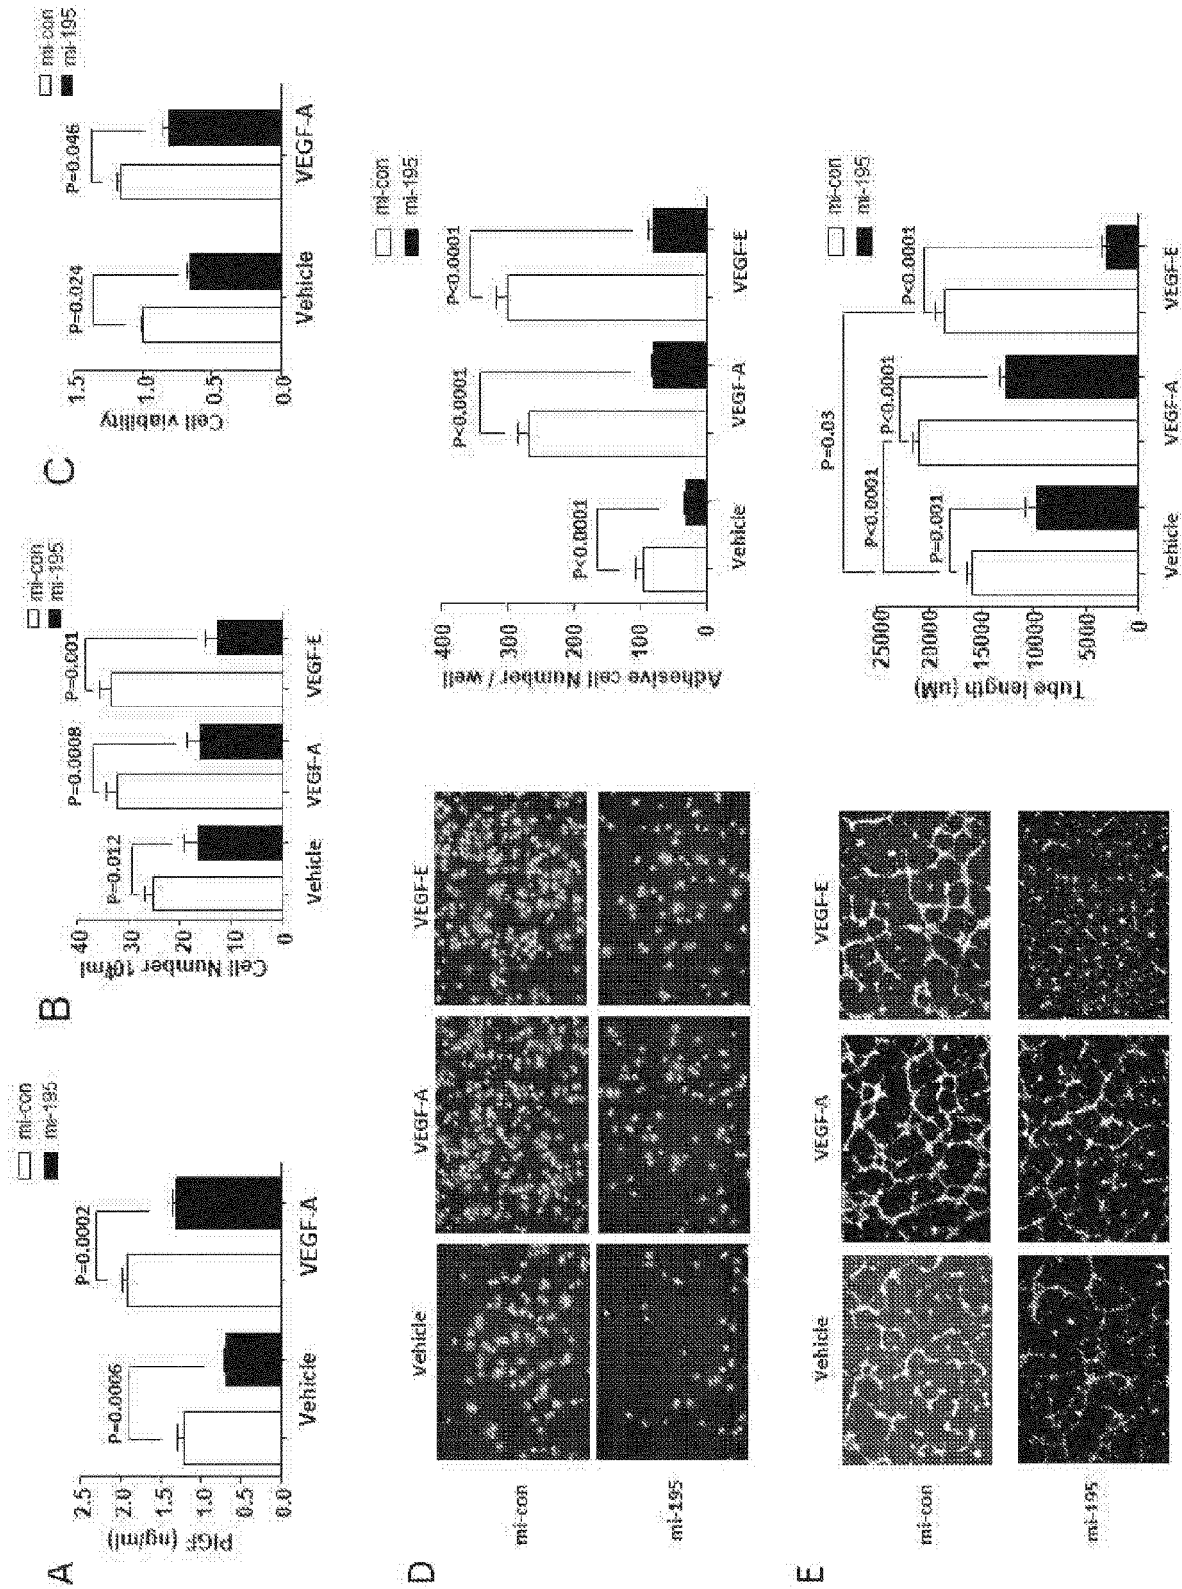 A
mi-con
mi-195
PlGF (ng/ml)
2.5
2.0
1.5
1.0
0.5
0.0
P=0.0006
P=0.0002
Vehicle
VEGF-A
B
mi-con
mi-195
Cell Number 10⁴/ml
40
30
20
10
0
P=0.012
P=0.0008
P=0.001
Vehicle
VEGF-A
VEGF-E
C
mi-con
mi-195
Cell viability
1.5
1.0
0.5
0.0
P=0.024
P=0.046
Vehicle
VEGF-A
D
Vehicle
VEGF-A
VEGF-E
mi-con
mi-195
mi-con
mi-195
Adhesive cell Number / well
400
300
200
100
0
P<0.0001
P<0.0001
P<0.0001
Vehicle
VEGF-A
VEGF-E
E
Vehicle
VEGF-A
VEGF-E
mi-con
mi-195
mi-con
mi-195
Tube length (uM)
25000
20000
15000
10000
5000
0
P=0.03
P<0.0001
P=0.001
P<0.0001
P<0.0001
Vehicle
VEGF-A
VEGF-E